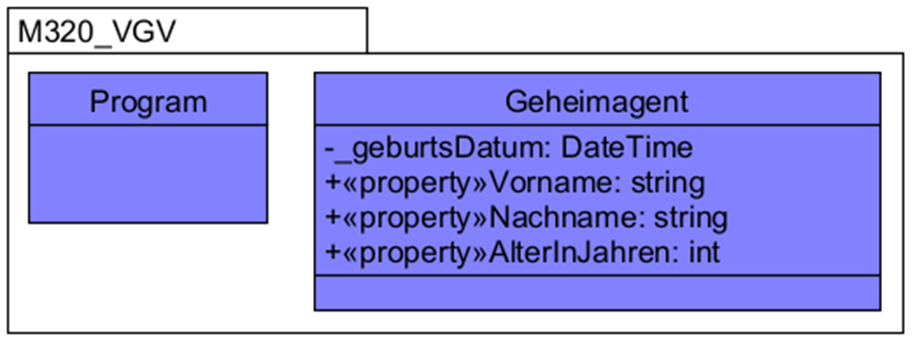 M320_VGV
Program
Geheimagent
-_geburtsDatum: DateTime
+«property»Vorname: string
+«property»Nachname: string
+«property»AlterInJahren: int